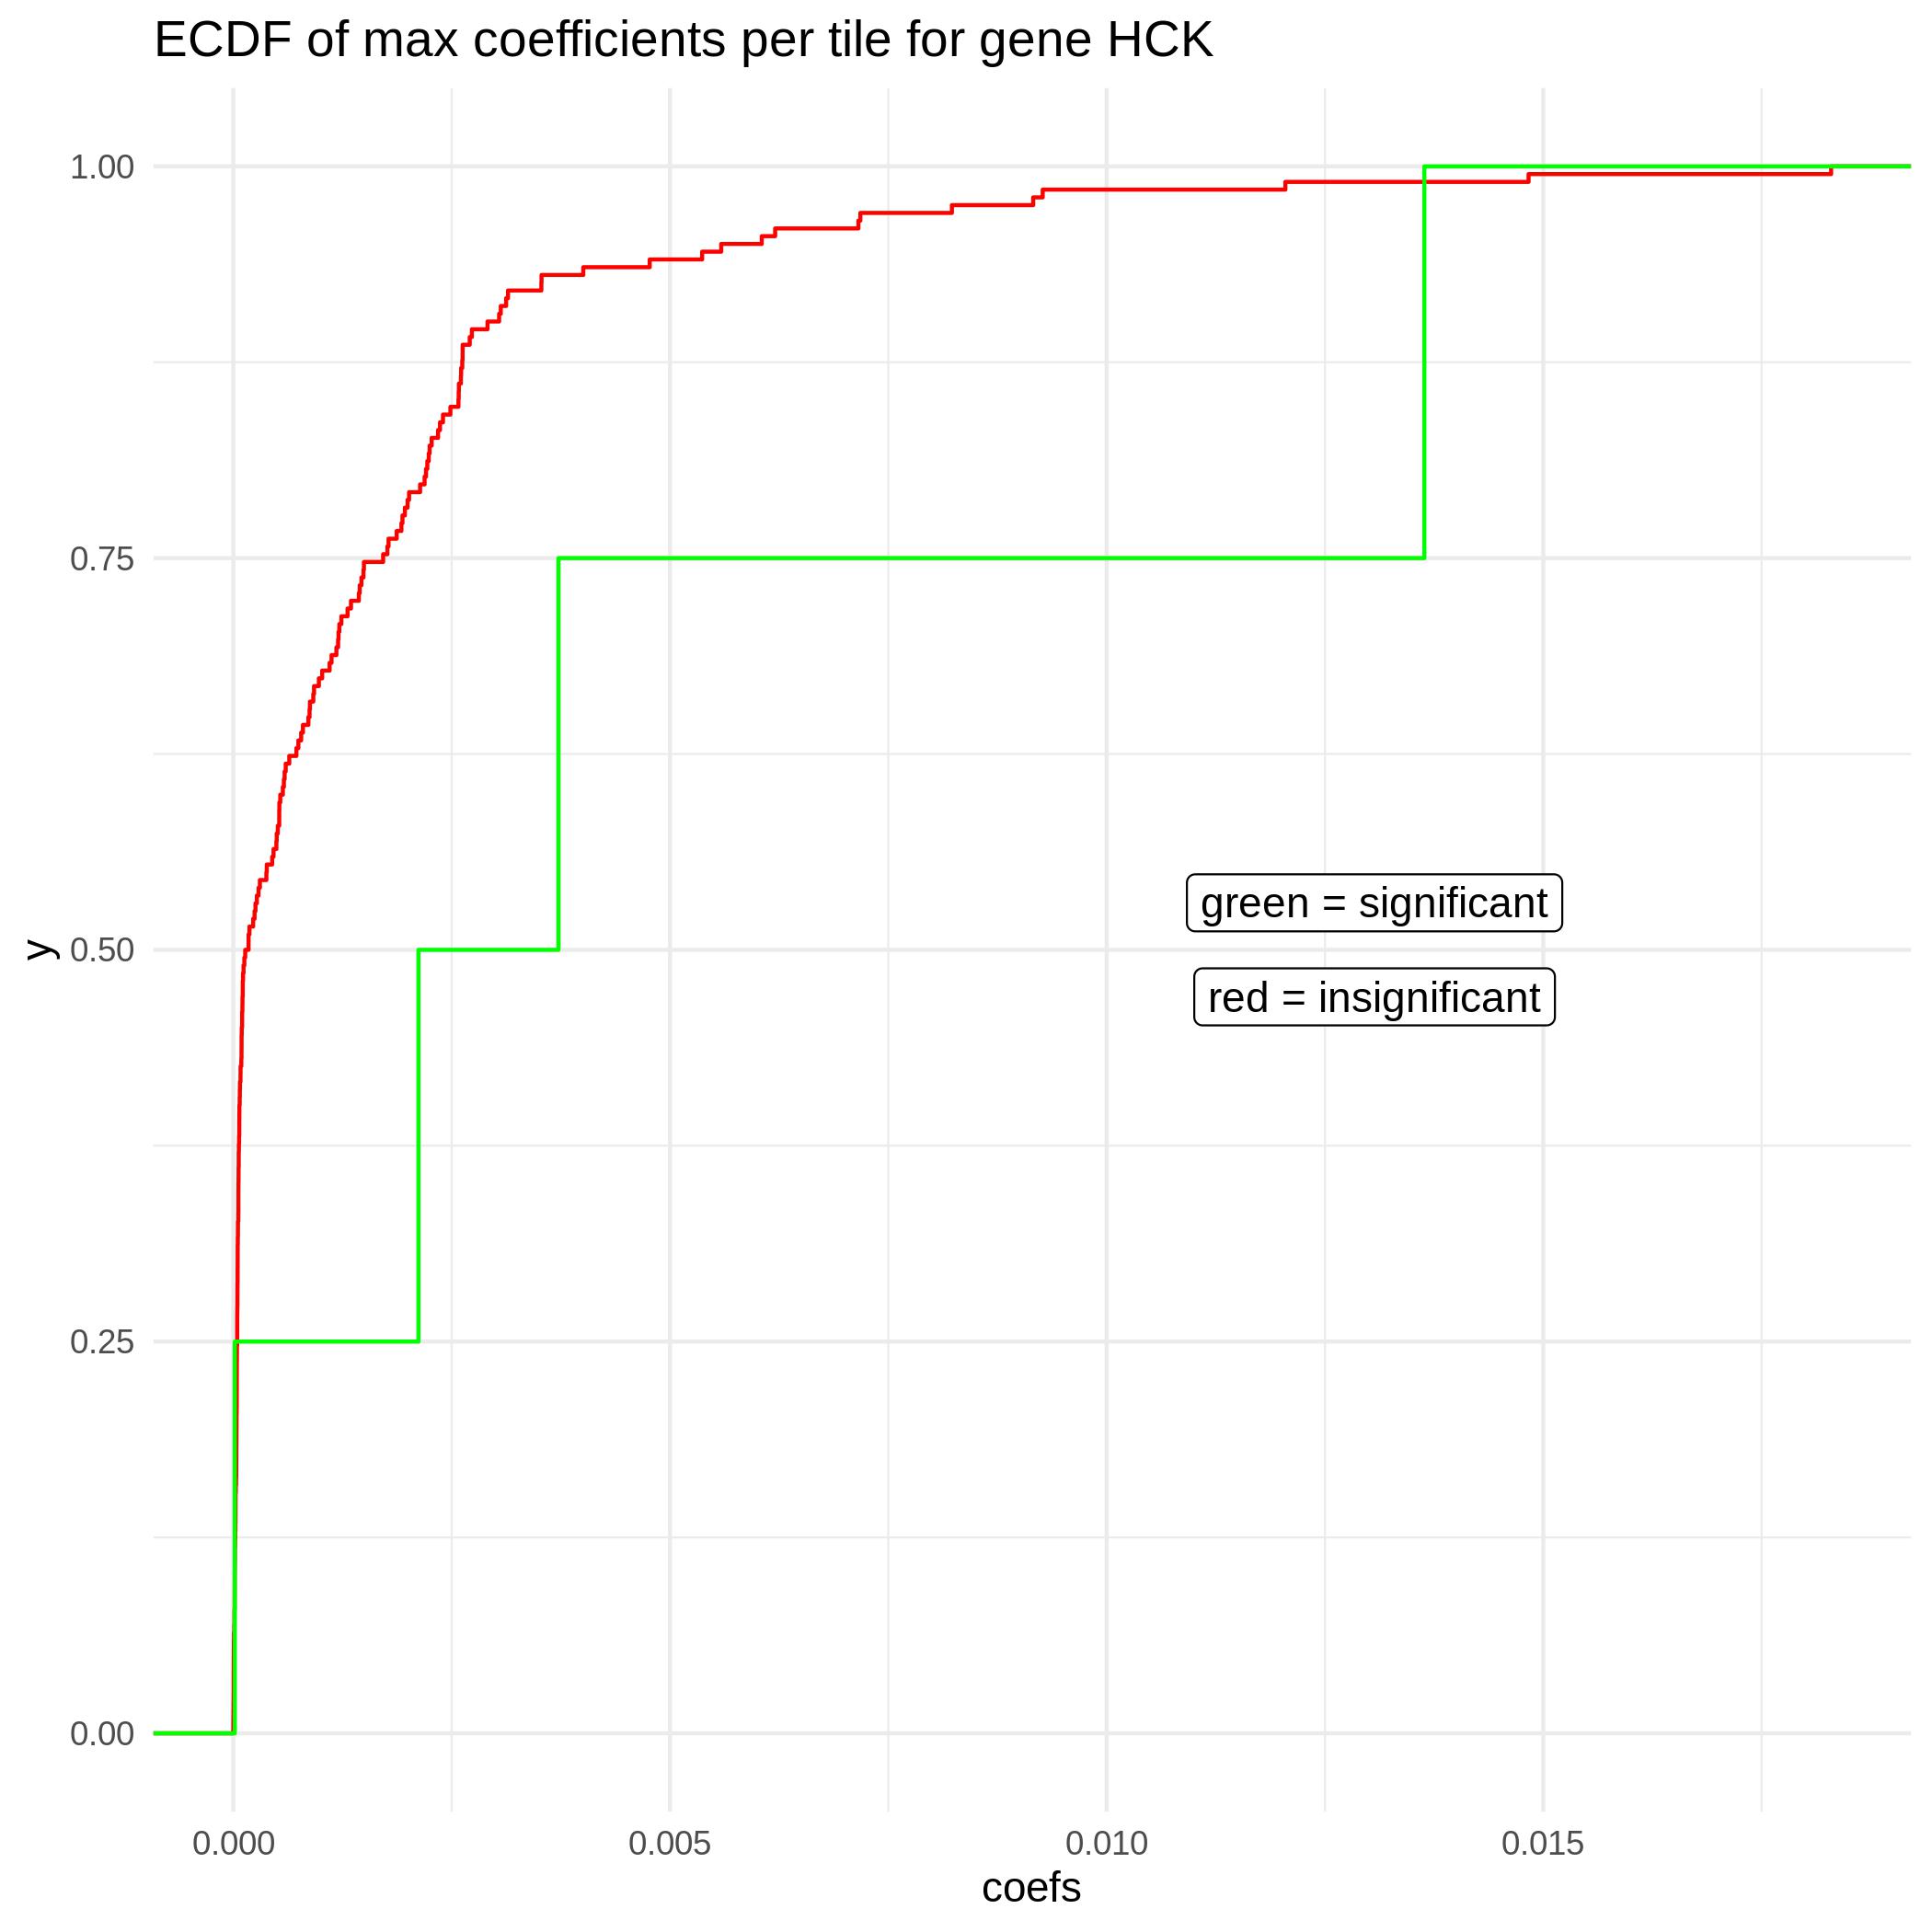 ECDF of max coefficients per tile for gene HCK
1.00
0.75
0.50
0.25
0.00
y
green = significant
red = insignificant
0.000
0.005
0.010
0.015
coefs